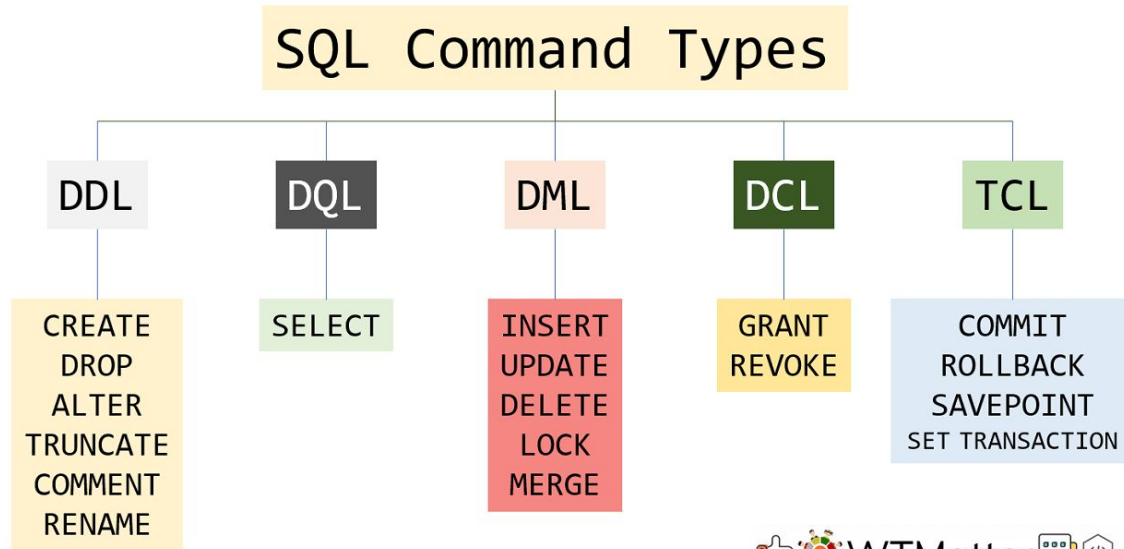 SQL Command Types
DDL
DQL
DML
DCL
TCL
CREATE
DROP
ALTER
TRUNCATE
COMMENT
RENAME
SELECT
INSERT
UPDATE
DELETE
LOCK
MERGE
GRANT
REVOKE
COMMIT
ROLLBACK
SAVEPOINT
SET TRANSACTION